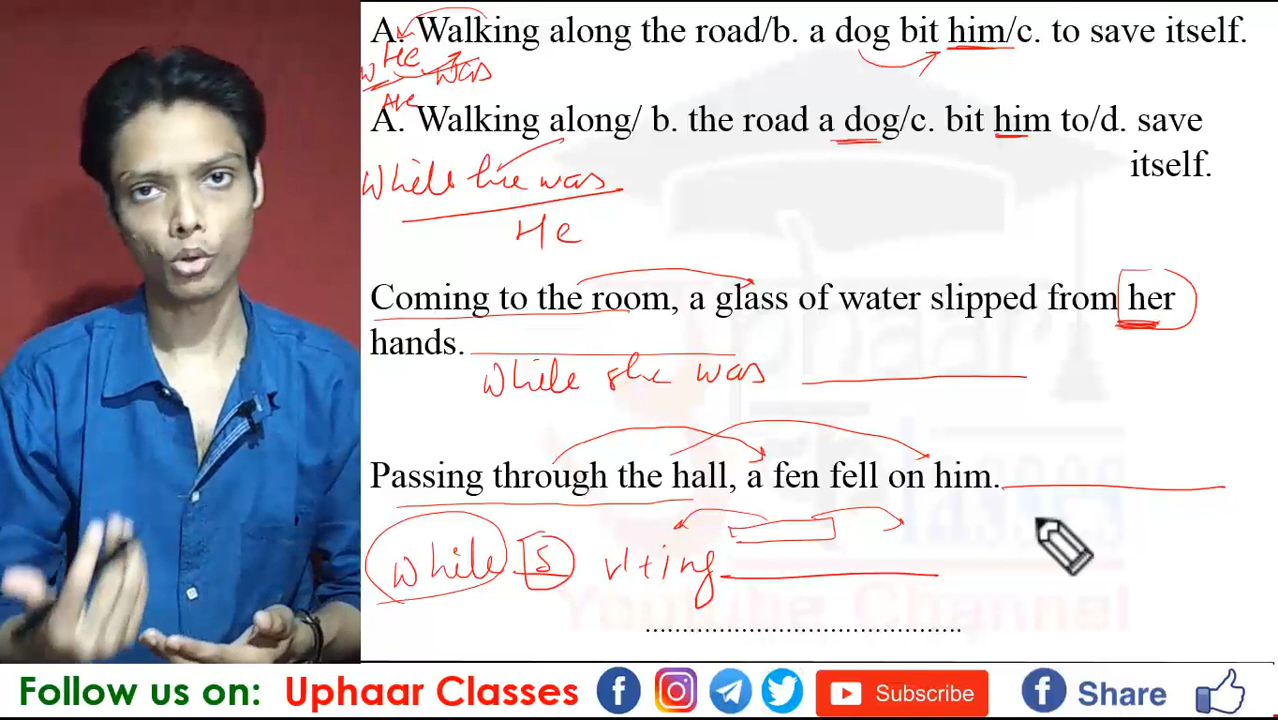 A. Walking along the road/b. a dog bit him/c. to save itself.
He
was
A. Walking along/ b. the road a dog/c. bit him to/d. save
itself.
While he was
He
Coming to the room, a glass of water slipped from her
hands.
While she was
Passing through the hall, a fen fell on him.
while S v1+ing
Youtube Channel
Follow us on: Uphaar Classes Subscribe Share